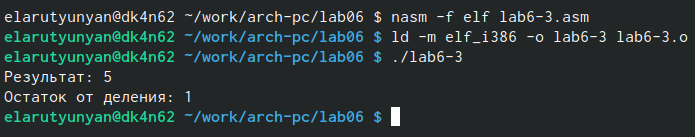 elarutyunyan@dk4n62 ~/work/arch-pc/lab06 $ nasm -f elf lab6-3.asm
elarutyunyan@dk4n62 ~/work/arch-pc/lab06 $ ld -m elf_i386 -o lab6-3 lab6-3.o
elarutyunyan@dk4n62 ~/work/arch-pc/lab06 $ ./lab6-3
Результат: 5
Остаток от деления: 1
elarutyunyan@dk4n62 ~/work/arch-pc/lab06 $